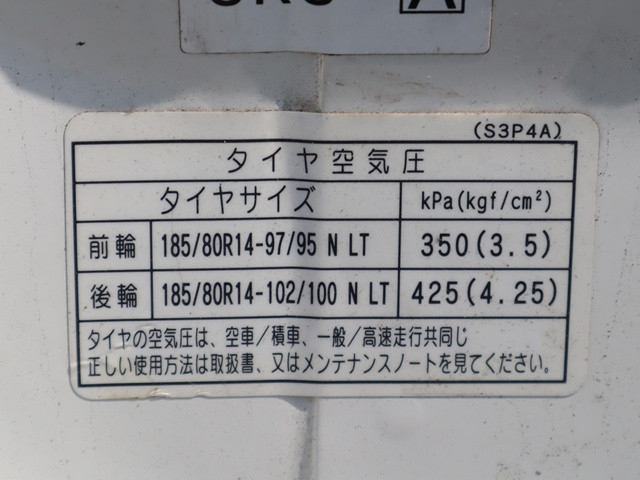 A
(S3P4A)
タイヤ空気圧
タイヤサイズ kPa(kgf/cm²)
前輪 185/80R14-97/95 N LT 350(3.5)
後輪 185/80R14-102/100 N LT 425(4.25)
タイヤの空気圧は、空車／積車、一般／高速走行共同じ
正しい使用方法は取扱書、又はメンテナンスノートを見てください。